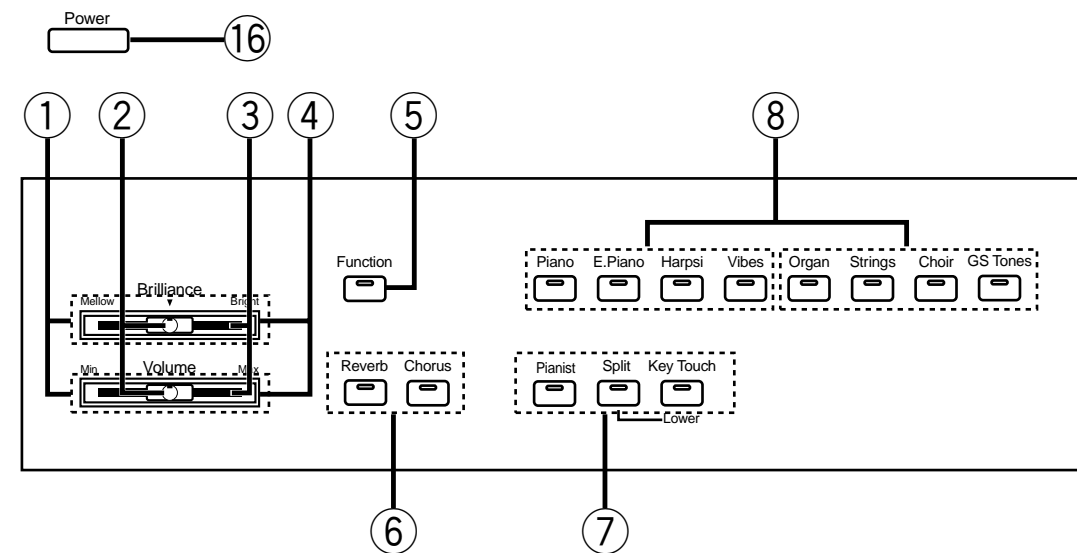 Power
⑯
① ② ③ ④ ⑤ ⑧
Function
Piano E.Piano Harpsi Vibes Organ Strings Choir GS Tones
Brilliance
Mellow Bright
Reverb Chorus
Pianist Split Key Touch
Volume
Min Max
Lower
⑥ ⑦